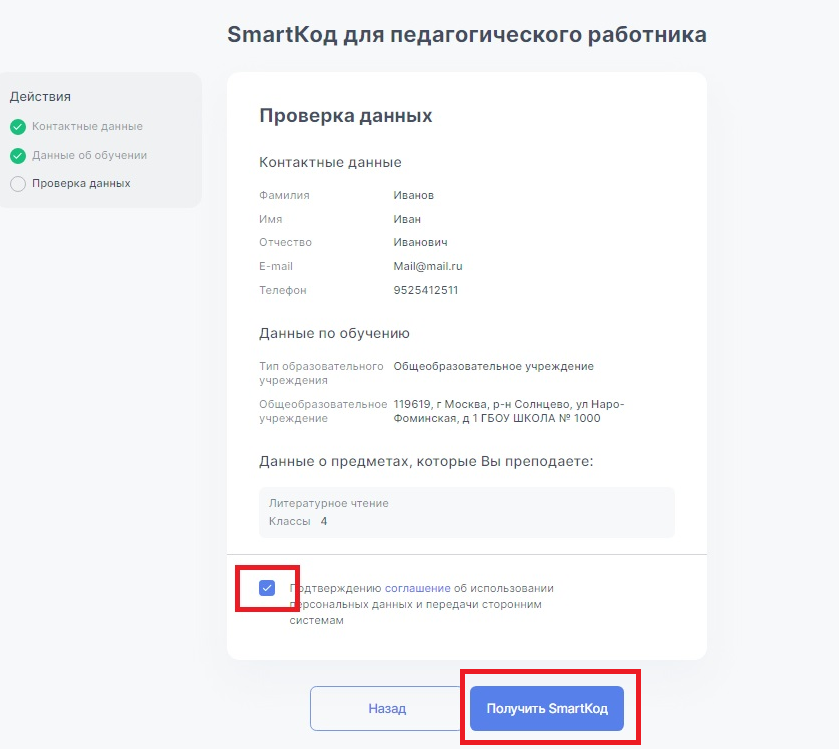 SmartКод для педагогического работника
Действия
Контактные данные
Данные об обучении
Проверка данных
Проверка данных
Контактные данные
Фамилия Иванов
Имя Иван
Отчество Иванович
E-mail Mail@mail.ru
Телефон 9525412511
Данные по обучению
Тип образовательного Общеобразовательное учреждение
учреждения
Общеобразовательное 119619, г Москва, р-н Солнцево, ул Наро-
учреждение Фоминская, д 1 ГБОУ ШКОЛА № 1000
Данные о предметах, которые Вы преподаете:
Литературное чтение
Классы 4
Подтверждению соглашение об использовании
персональных данных и передачи сторонним
системам
Назад Получить SmartКод